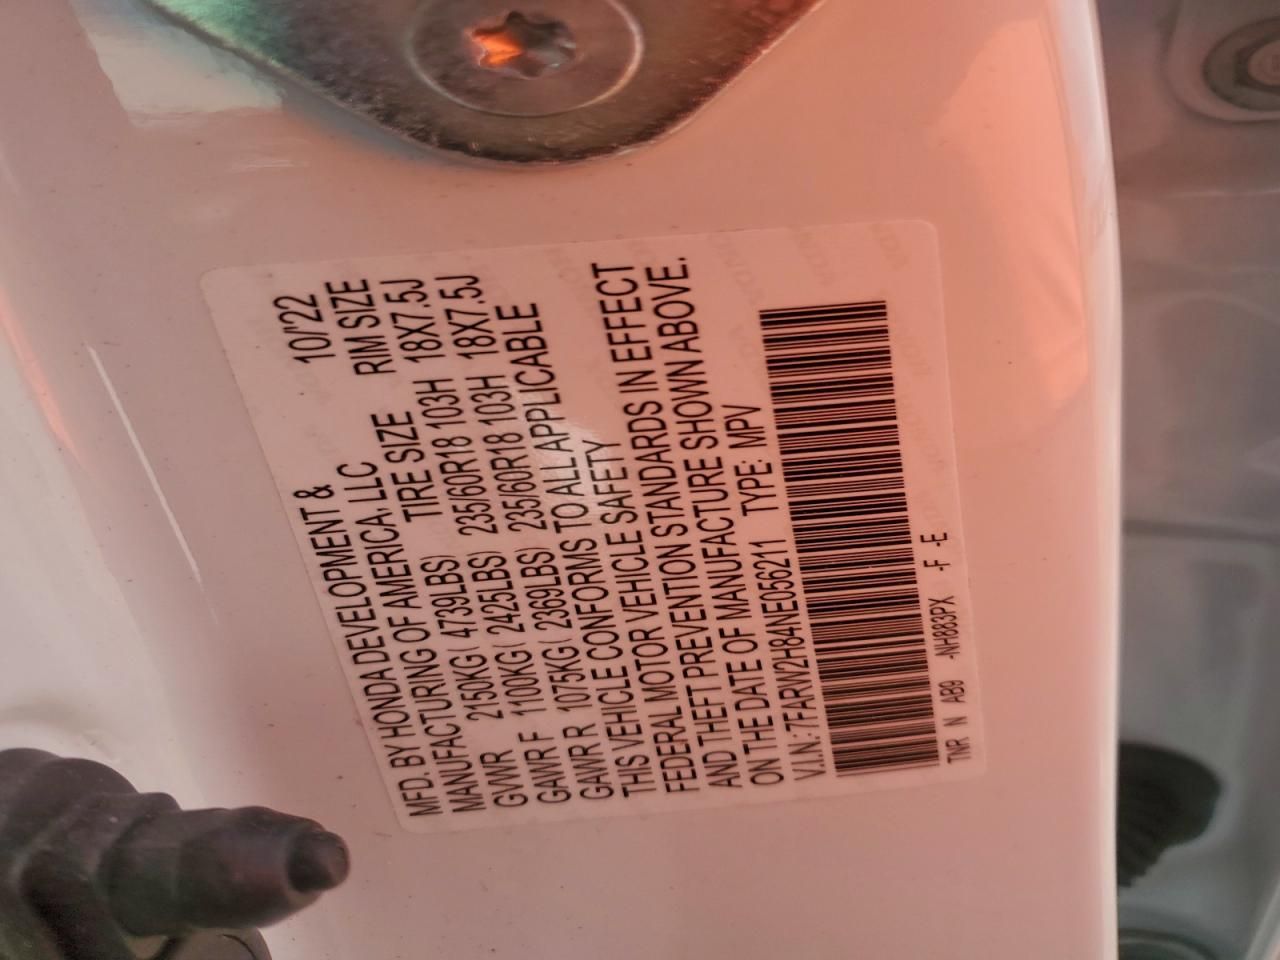 MFD. BY HONDA DEVELOPMENT & 10/'22
MANUFACTURING OF AMERICA, LLC RIM SIZE
TIRE SIZE
GVWR 2150KG( 4739LBS) 235/60R18 103H 18X7.5J
GAWR F 1100KG( 2425LBS) 235/60R18 103H 18X7.5J
GAWR R 1075KG( 2369LBS)
THIS VEHICLE CONFORMS TO ALL APPLICABLE
FEDERAL MOTOR VEHICLE SAFETY
AND THEFT PREVENTION STANDARDS IN EFFECT
ON THE DATE OF MANUFACTURE SHOWN ABOVE.
V.I.N.:7FARW2H84NE056211 TYPE: MPV
TNR N AB9 -NH883PX -F -E